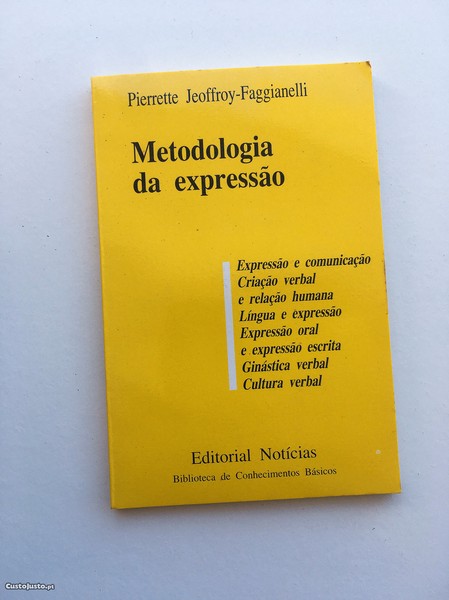 Pierrette Jeoffroy-Faggianelli
Metodologia
da expressão
Expressão e comunicação
Criação verbal
e relação humana
Língua e expressão
Expressão oral
e expressão escrita
Ginástica verbal
Cultura verbal
Editorial Notícias
Biblioteca de Conhecimentos Básicos
CustoJusto.pt